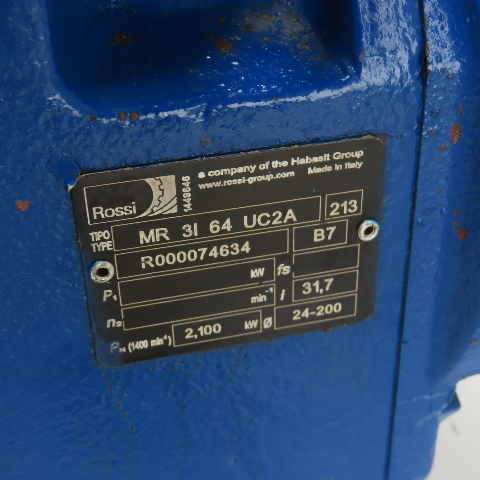 Rossi
1449646
a company of the Habasit Group
www.rossi-group.com Made in Italy
TIPO
TYPE MR 3I 64 UC2A 213
R000074634 B7
P₁ kW fs
n₂ min⁻¹ i 31,7
PN (1400 min⁻¹) 2,100 kW Ø 24-200